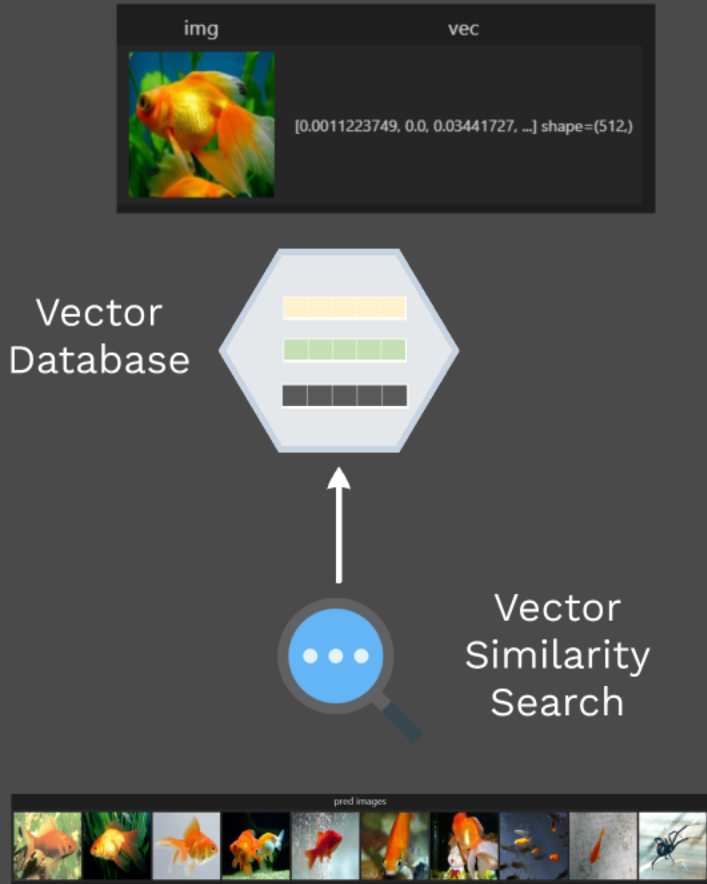 img vec
[0.0011223749, 0.0, 0.03441727, ...] shape=(512,)
Vector
Database
Vector
Similarity
Search
pred images